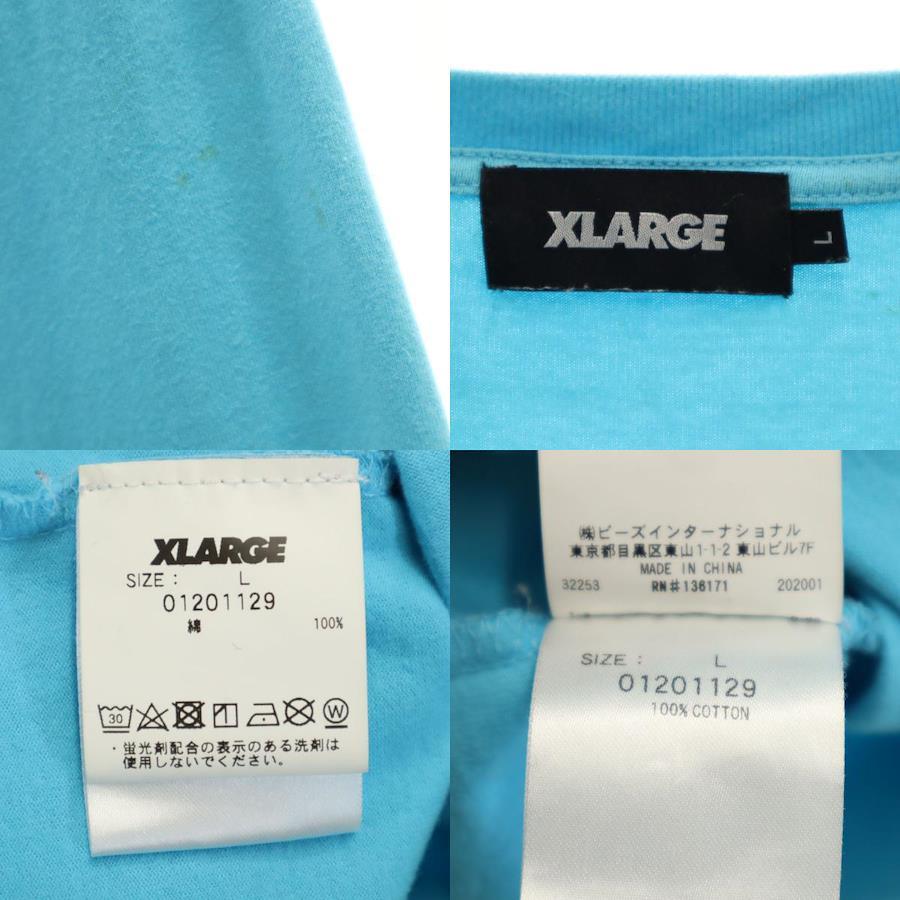 XLARGE
L
XLARGE
SIZE : L
01201129
綿 100%
30
W
・蛍光剤配合の表示のある洗剤は
使用しないでください。
㈱ビーズインターナショナル
東京都目黒区東山1-1-2 東山ビル7F
MADE IN CHINA
32253 RN#136171 202001
SIZE : L
01201129
100% COTTON